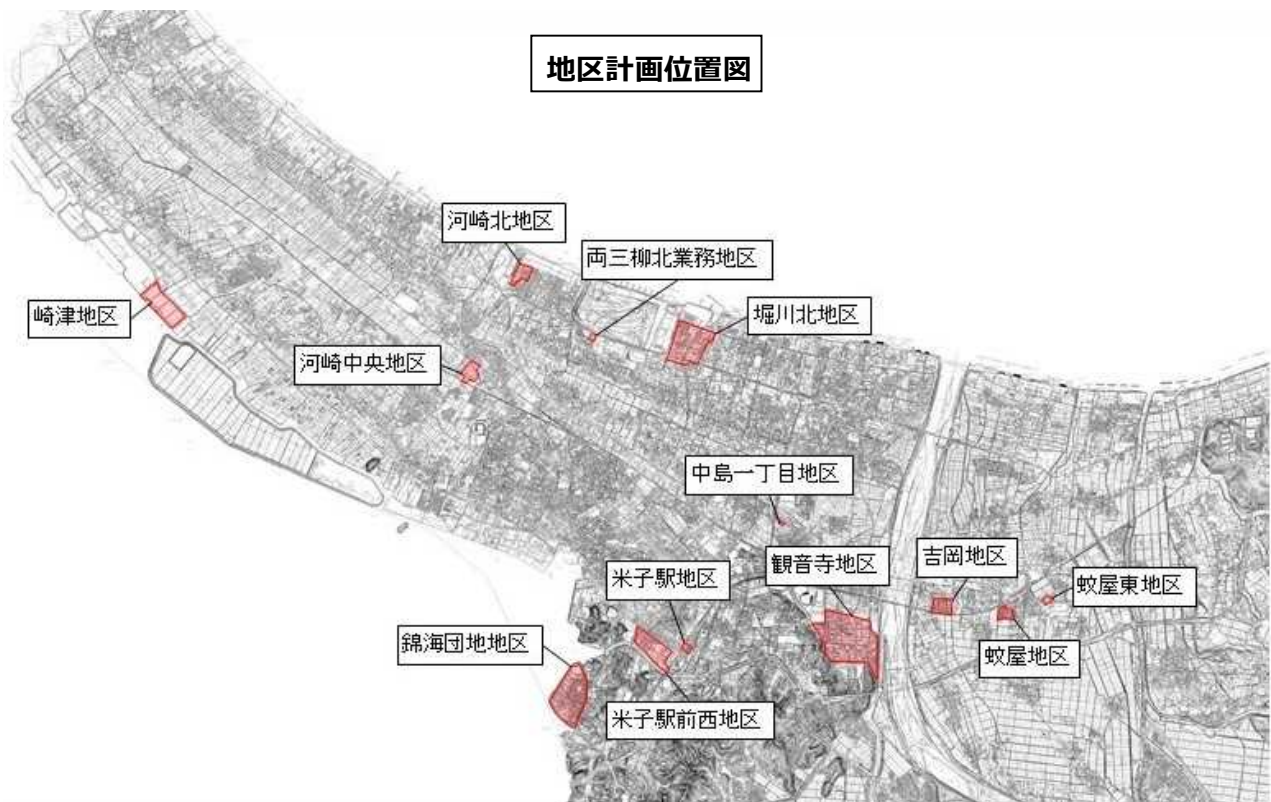 地区計画位置図
河崎北地区
両三柳北業務地区
崎津地区
堀川北地区
河崎中央地区
中島一丁目地区
吉岡地区
観音寺地区
米子駅地区
蚊屋東地区
錦海団地地区
蚊屋地区
米子駅前西地区